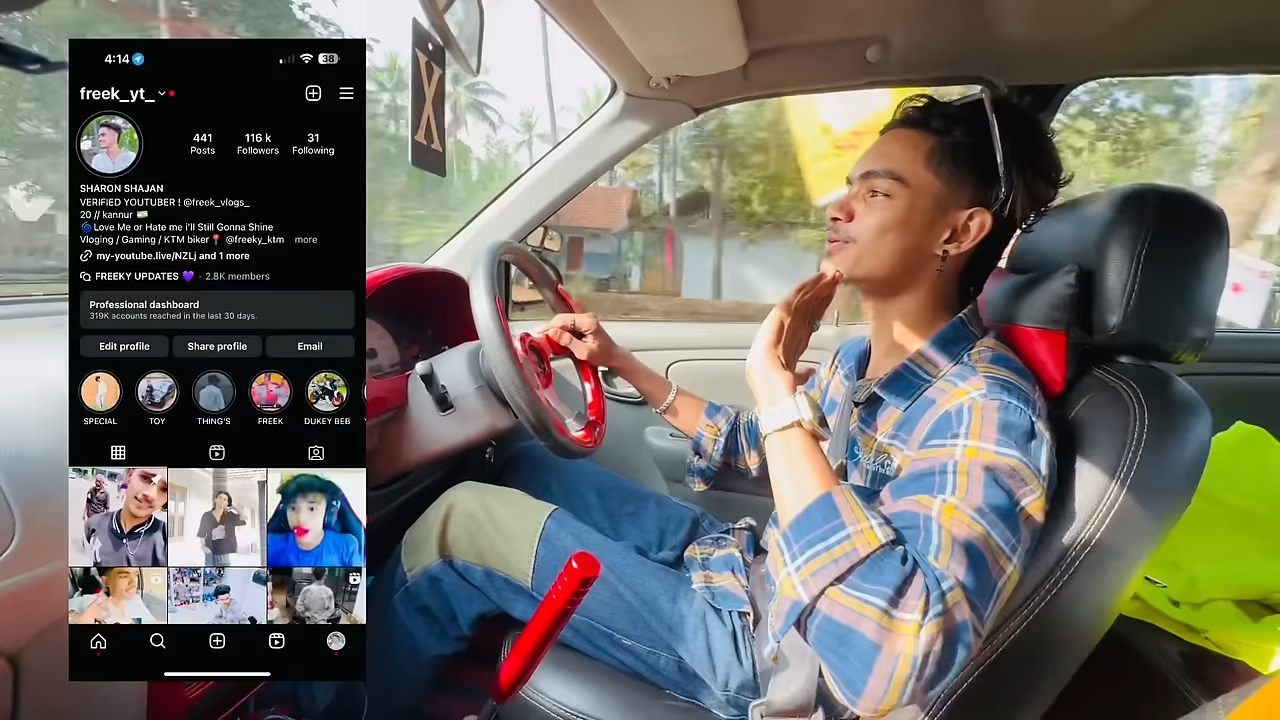 4:14
38
freek_yt_
441
116 k
31
Posts
Followers
Following
SHARON SHAJAN
VERIFIED YOUTUBER ! @freek_vlogs_
20 // kannur
Love Me or Hate me i'll Still Gonna Shine
Vloging / Gaming / KTM biker 📍 @freeky_ktm more
my-youtube.live/NZLj and 1 more
FREEKY UPDATES 💜 · 2.8K members
Professional dashboard
319K accounts reached in the last 30 days.
Edit profile
Share profile
Email
SPECIAL
TOY
THING'S
FREEK
DUKEY BEB
X